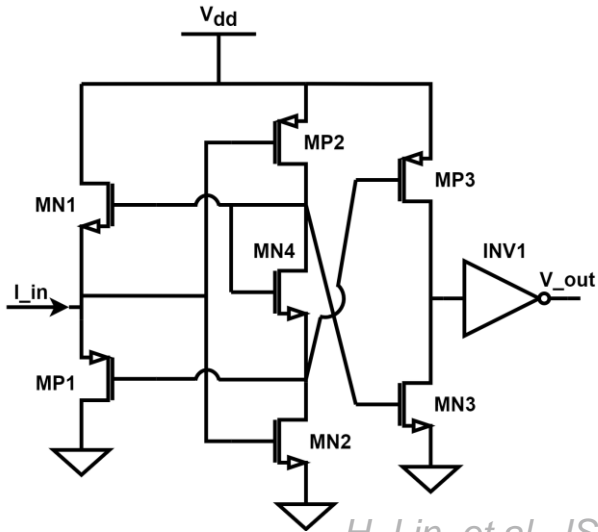 Vdd
MP2
MP3
MN1
MN4
INV1
I_in
V_out
MP1
MN3
MN2
H. Lin, et al., IS